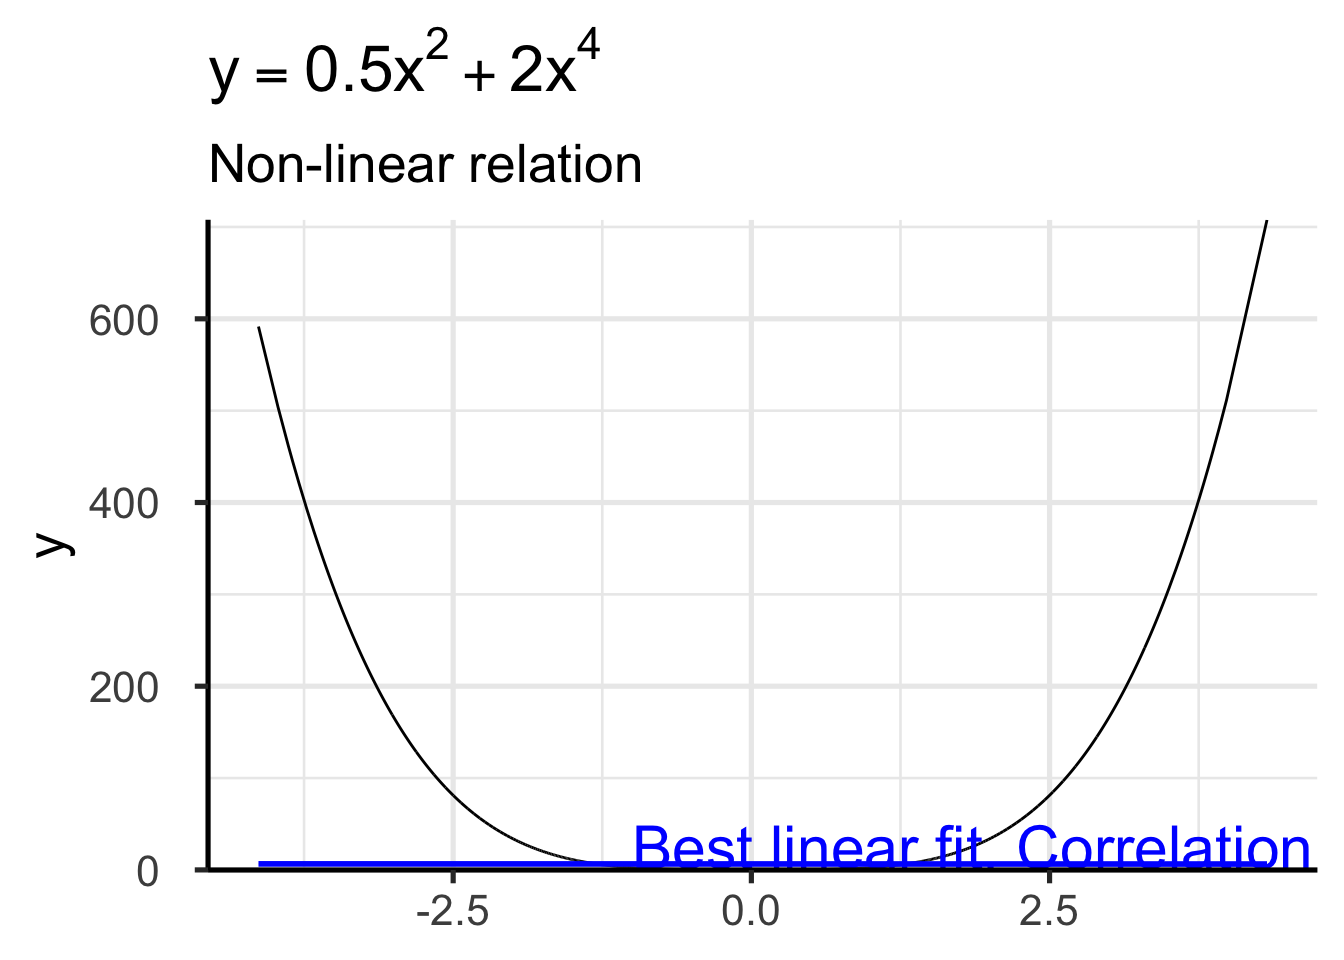 y = 0.5x² + 2x⁴
Non-linear relation
600
400
y
200
Best linear fit. Correlation
0
-2.5
0.0
2.5